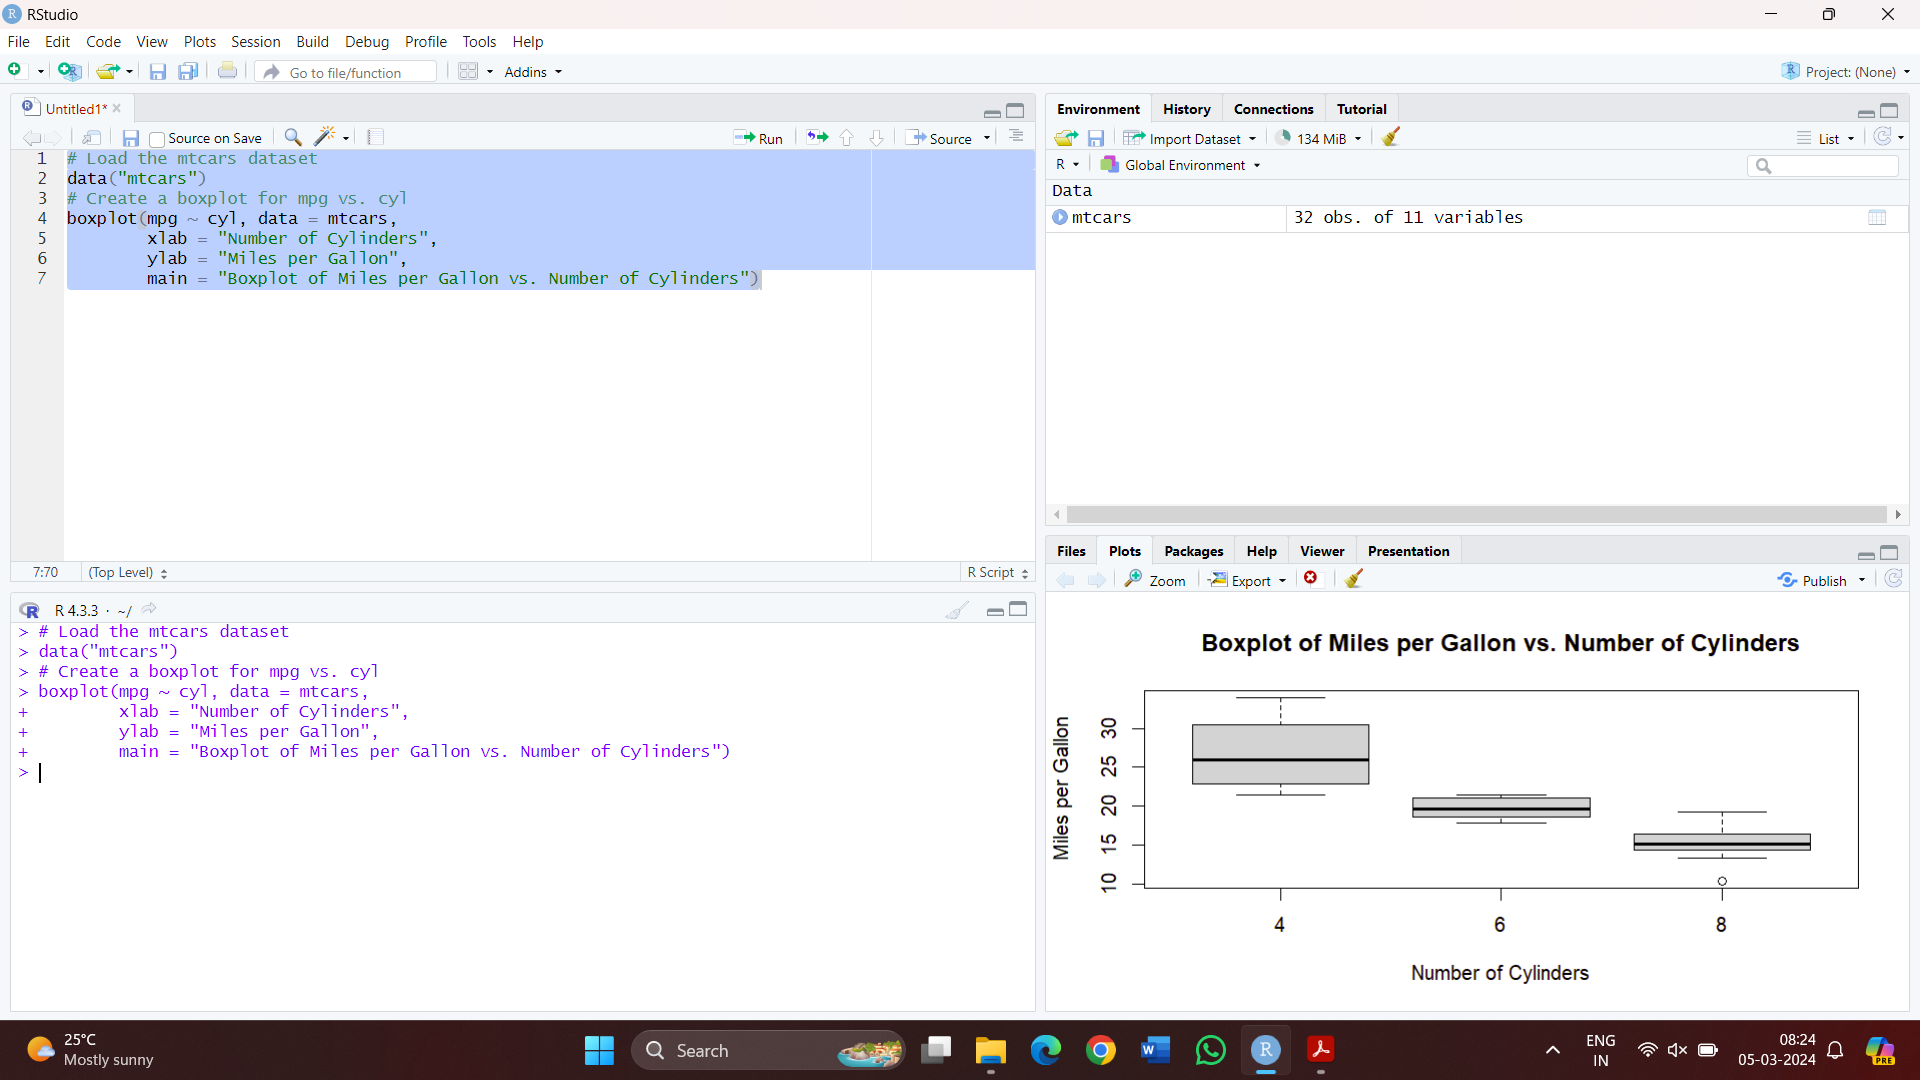 RStudio
File Edit Code View Plots Session Build Debug Profile Tools Help
Go to file/function Addins Project: (None)
Untitled1*
Source on Save Run Source
1 # Load the mtcars dataset
2 data("mtcars")
3 # Create a boxplot for mpg vs. cyl
4 boxplot(mpg ~ cyl, data = mtcars,
5 xlab = "Number of Cylinders",
6 ylab = "Miles per Gallon",
7 main = "Boxplot of Miles per Gallon vs. Number of Cylinders")
7:70 (Top Level) R Script
R 4.3.3 · ~/
> # Load the mtcars dataset
> data("mtcars")
> # Create a boxplot for mpg vs. cyl
> boxplot(mpg ~ cyl, data = mtcars,
+ xlab = "Number of Cylinders",
+ ylab = "Miles per Gallon",
+ main = "Boxplot of Miles per Gallon vs. Number of Cylinders")
>
Environment History Connections Tutorial
Import Dataset 134 MiB List
R Global Environment
Data
mtcars 32 obs. of 11 variables
Files Plots Packages Help Viewer Presentation
Zoom Export Publish
Boxplot of Miles per Gallon vs. Number of Cylinders
Miles per Gallon
30
25
20
15
10
4 6 8
Number of Cylinders
25°C
Mostly sunny
Search
ENG
IN
08:24
05-03-2024
PRE